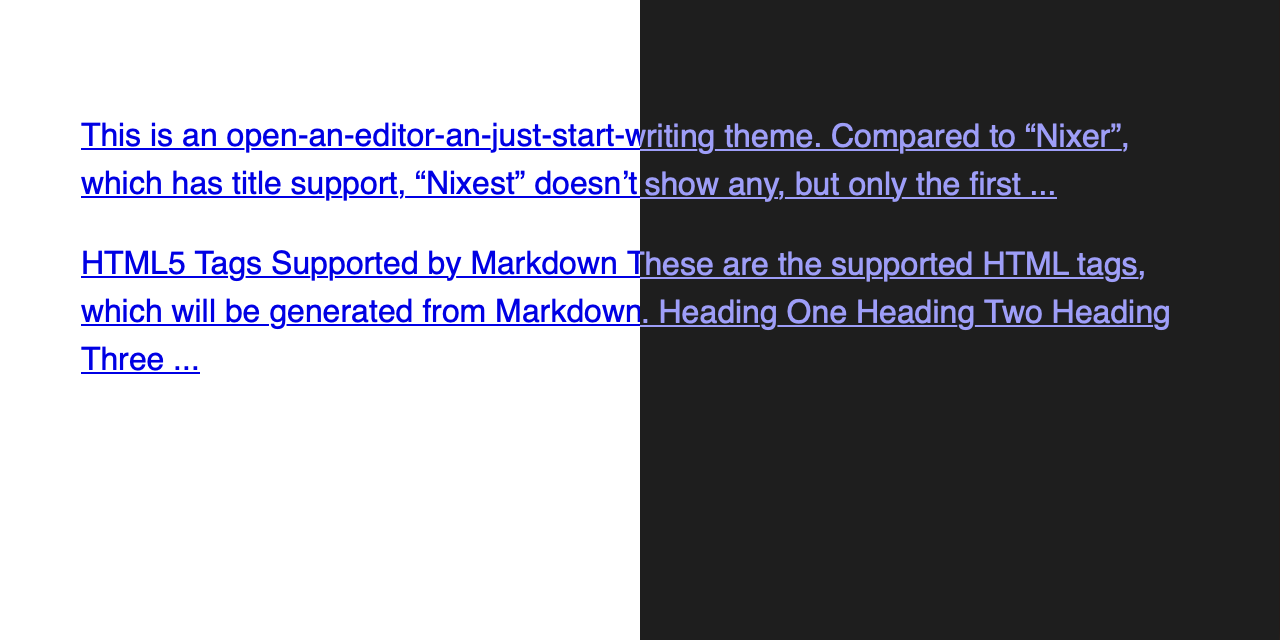 This is an open-an-editor-an-just-start-writing theme. Compared to “Nixer”,
which has title support, “Nixest” doesn’t show any, but only the first ...
HTML5 Tags Supported by Markdown These are the supported HTML tags,
which will be generated from Markdown. Heading One Heading Two Heading
Three ...